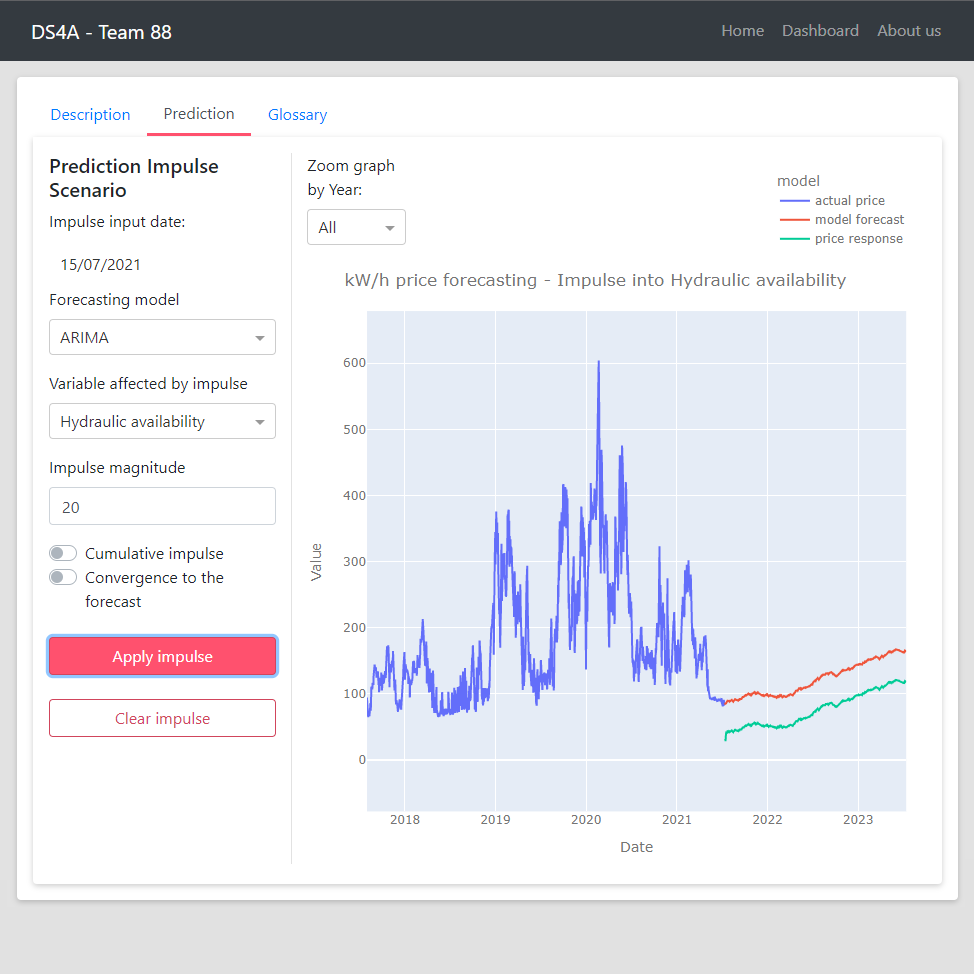 DS4A - Team 88
Home Dashboard About us
Description Prediction Glossary
Prediction Impulse
Scenario
Impulse input date:
15/07/2021
Forecasting model
ARIMA
Variable affected by impulse
Hydraulic availability
Impulse magnitude
20
Cumulative impulse
Convergence to the
forecast
Apply impulse
Clear impulse
Zoom graph
by Year:
All
model
actual price
model forecast
price response
kW/h price forecasting - Impulse into Hydraulic availability
600
500
400
300
200
100
0
Value
2018 2019 2020 2021 2022 2023
Date